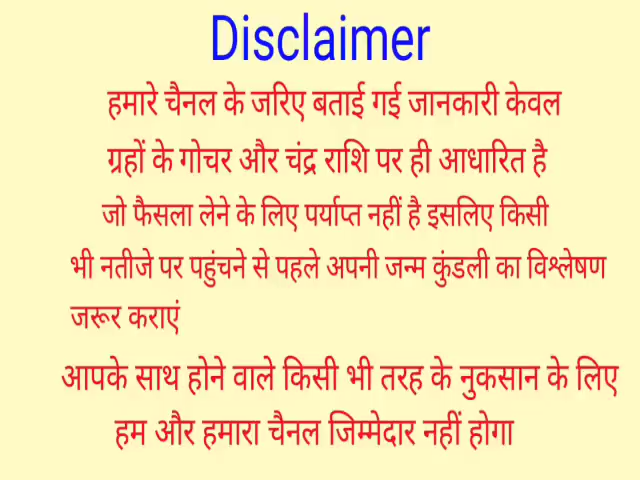 Disclaimer
हमारे चैनल के जरिए बताई गई जानकारी केवल
ग्रहों के गोचर और चंद्र राशि पर ही आधारित है
जो फैसला लेने के लिए पर्याप्त नहीं है इसलिए किसी
भी नतीजे पर पहुंचने से पहले अपनी जन्म कुंडली का विश्लेषण
जरूर कराएं
आपके साथ होने वाले किसी भी तरह के नुकसान के लिए
हम और हमारा चैनल जिम्मेदार नहीं होगा